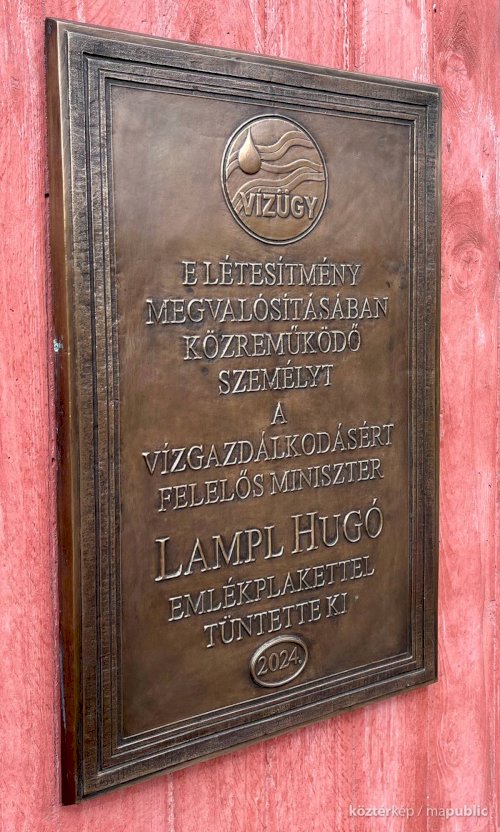 VÍZÜGY
E LÉTESÍTMÉNY
MEGVALÓSÍTÁSÁBAN
KÖZREMŰKÖDŐ
SZEMÉLYT
A
VÍZGAZDÁLKODÁSÉRT
FELELŐS MINISZTER
LAMPL HUGÓ
EMLÉKPLAKETTEL
TÜNTETTE KI
2024.
köztérkép / mapublic